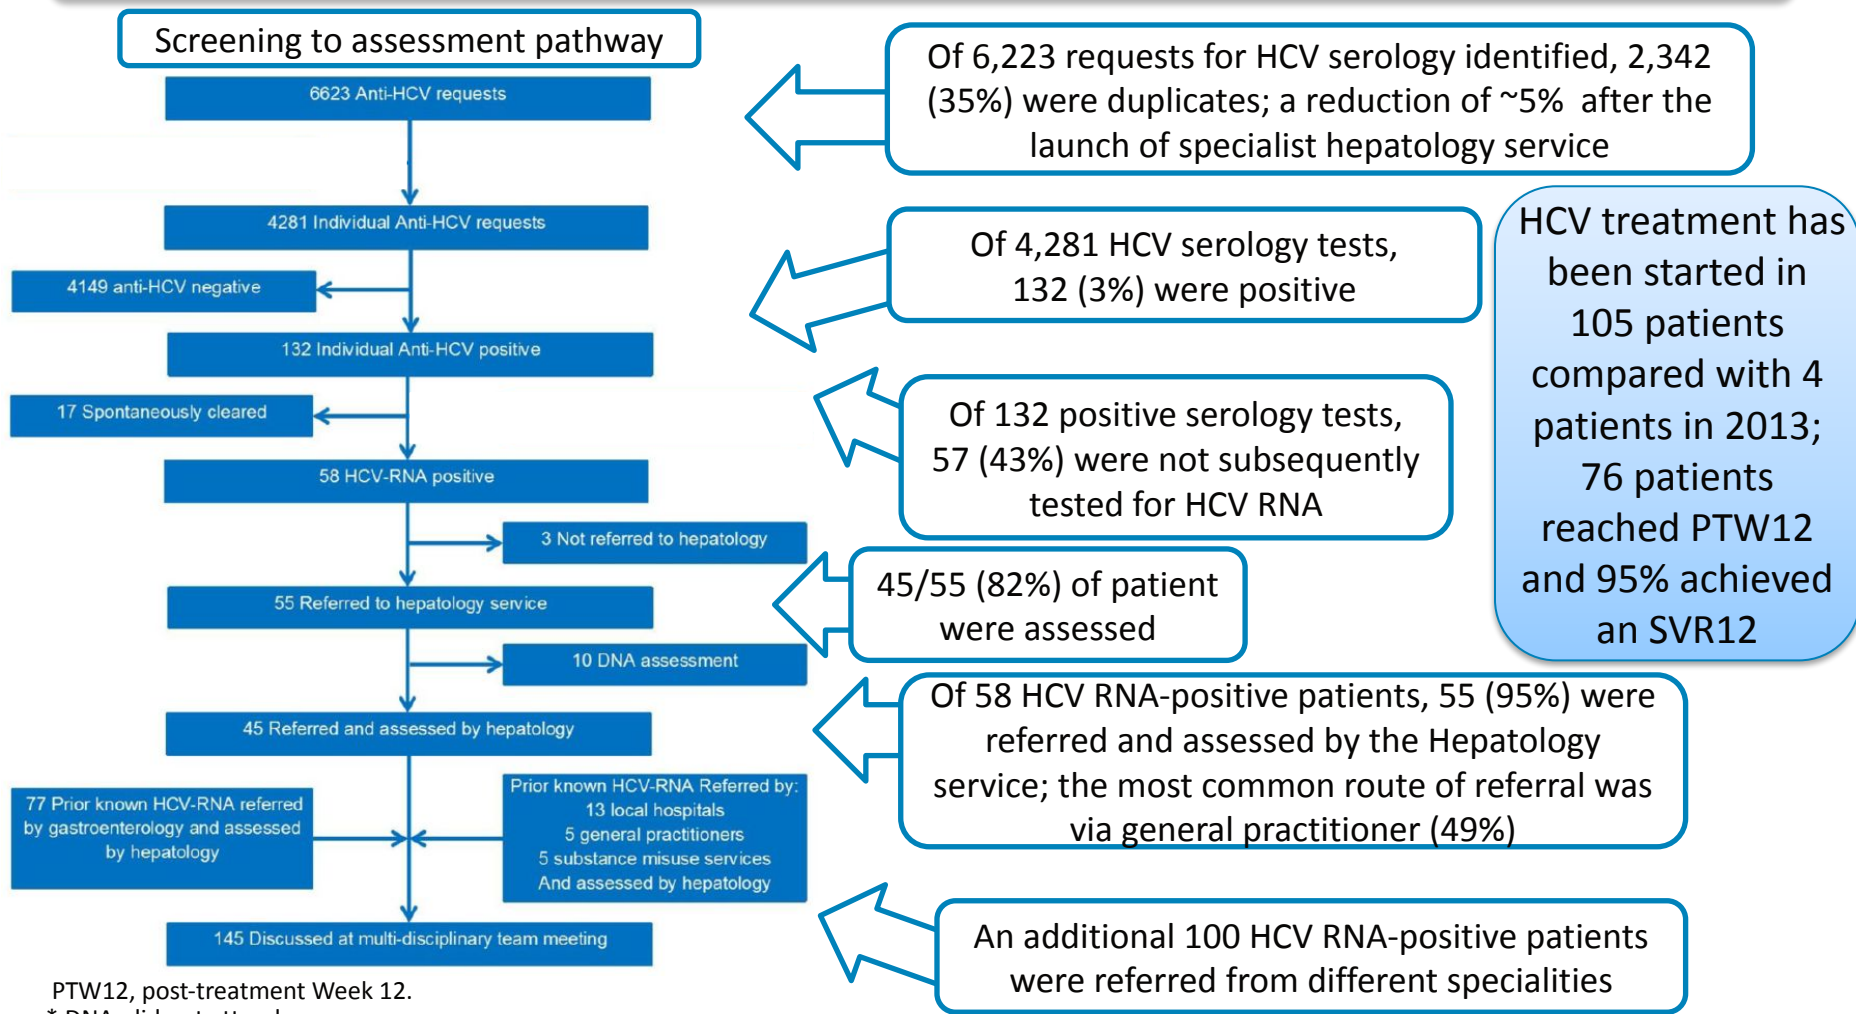 Screening to assessment pathway
6623 Anti-HCV requests
4281 Individual Anti-HCV requests
4149 anti-HCV negative
132 Individual Anti-HCV positive
17 Spontaneously cleared
58 HCV-RNA positive
3 Not referred to hepatology
55 Referred to hepatology service
10 DNA assessment
45 Referred and assessed by hepatology
77 Prior known HCV-RNA referred
by gastroenterology and assessed
by hepatology
Prior known HCV-RNA Referred by:
13 local hospitals
5 general practitioners
5 substance misuse services
And assessed by hepatology
145 Discussed at multi-disciplinary team meeting
Of 6,223 requests for HCV serology identified, 2,342
(35%) were duplicates; a reduction of ~5% after the
launch of specialist hepatology service
Of 4,281 HCV serology tests,
132 (3%) were positive
Of 132 positive serology tests,
57 (43%) were not subsequently
tested for HCV RNA
45/55 (82%) of patient
were assessed
Of 58 HCV RNA-positive patients, 55 (95%) were
referred and assessed by the Hepatology
service; the most common route of referral was
via general practitioner (49%)
An additional 100 HCV RNA-positive patients
were referred from different specialities
HCV treatment has
been started in
105 patients
compared with 4
patients in 2013;
76 patients
reached PTW12
and 95% achieved
an SVR12
PTW12, post-treatment Week 12.
* DNA, did not attend